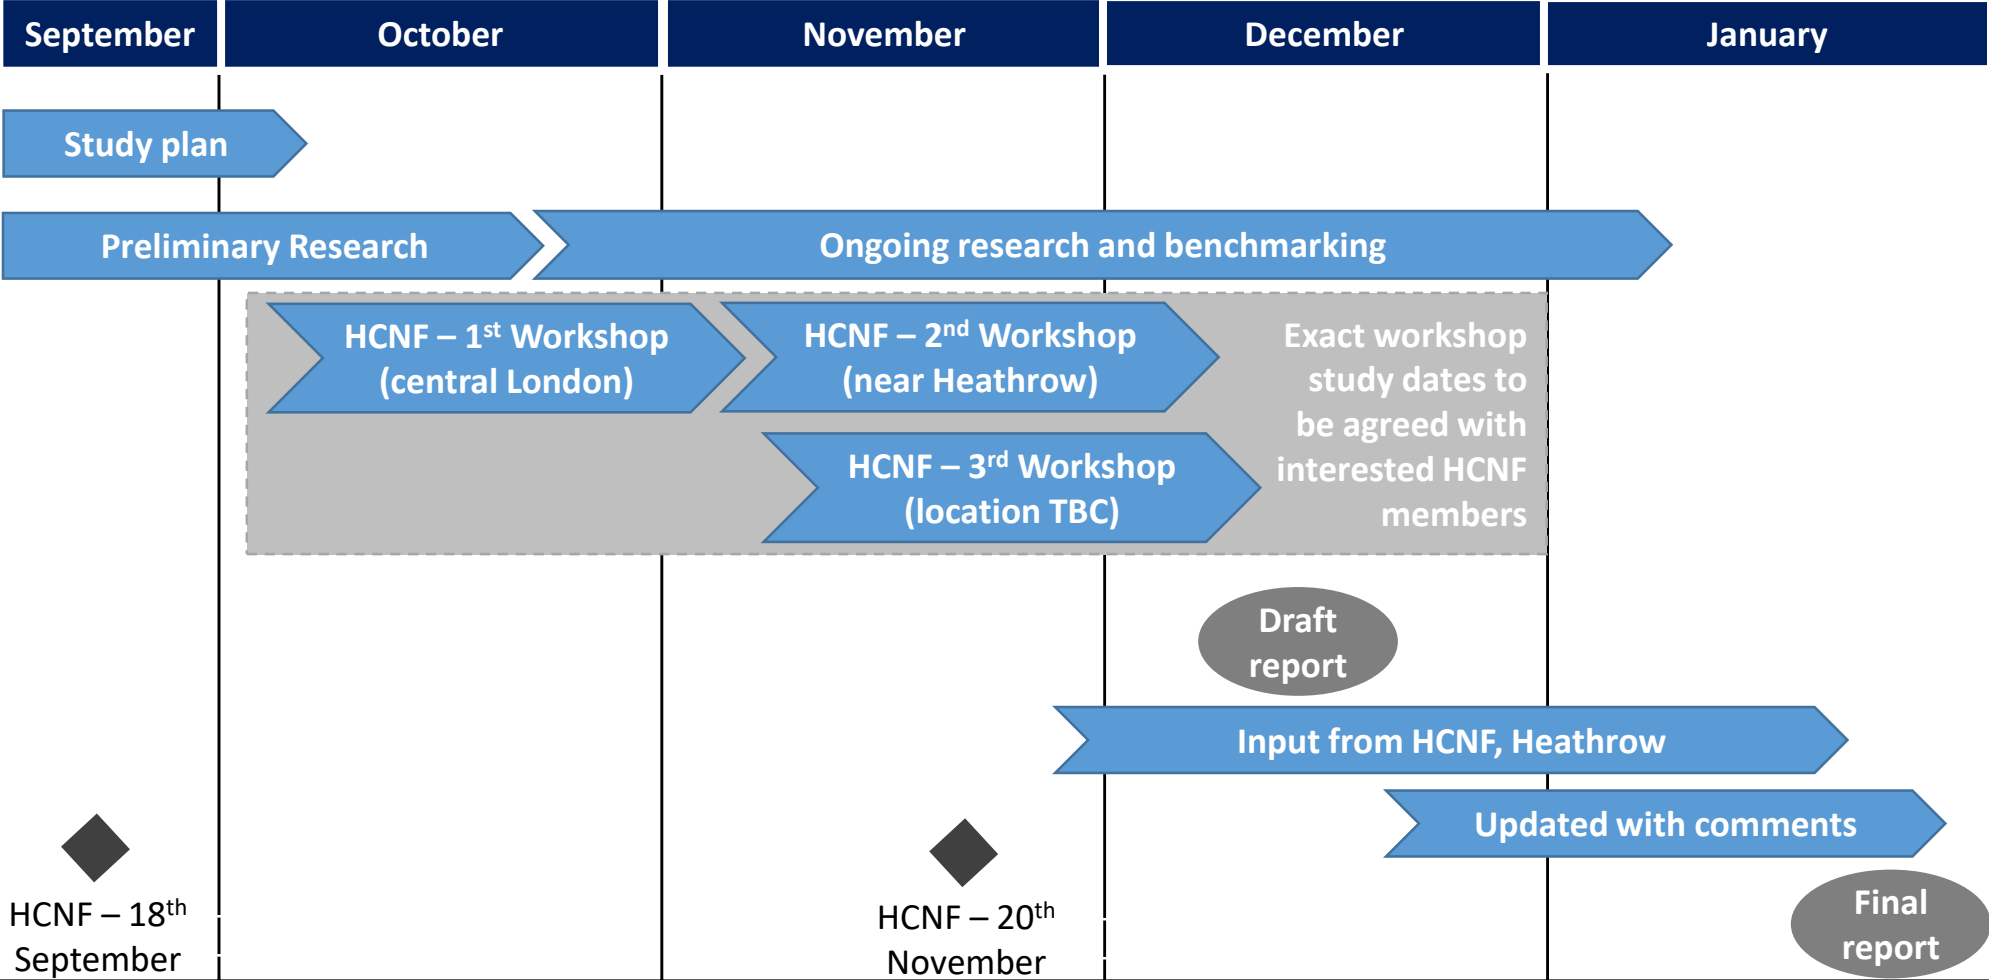 September
October
November
December
January
Study plan
Preliminary Research
Ongoing research and benchmarking
HCNF – 1st Workshop
(central London)
HCNF – 2nd Workshop
(near Heathrow)
HCNF – 3rd Workshop
(location TBC)
Exact workshop
study dates to
be agreed with
interested HCNF
members
Draft
report
Input from HCNF, Heathrow
Updated with comments
HCNF – 18th
September
HCNF – 20th
November
Final
report